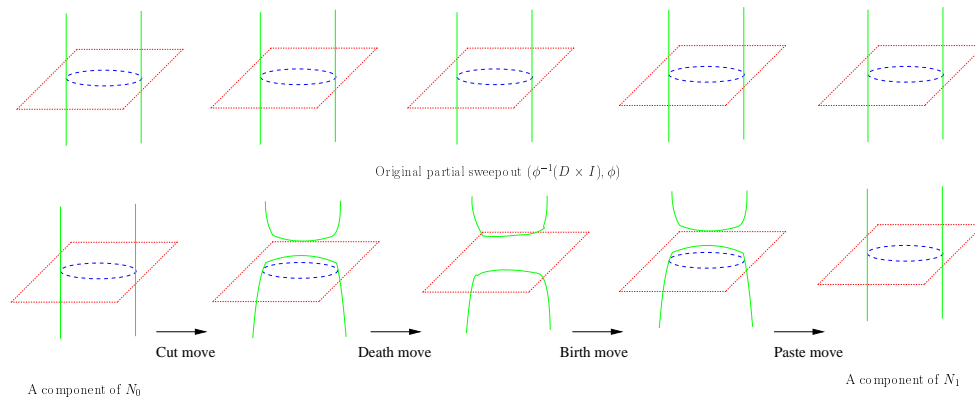 Original partial sweepout (ϕ⁻¹(D × I), ϕ)
Cut move
Death move
Birth move
Paste move
A component of N₀
A component of N₁